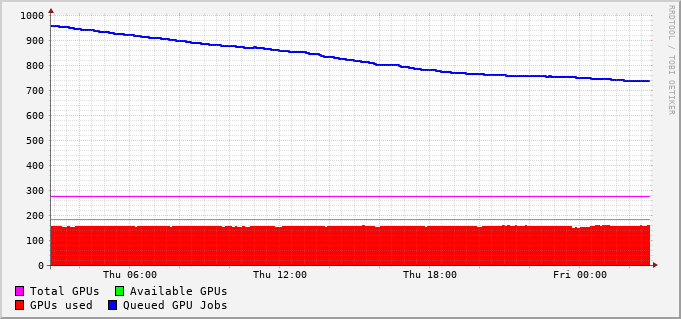 RRDTOOL / TOBI OETIKER
1000
900
800
700
600
500
400
300
200
100
0
Thu 06:00 Thu 12:00 Thu 18:00 Fri 00:00
Total GPUs Available GPUs
GPUs used Queued GPU Jobs